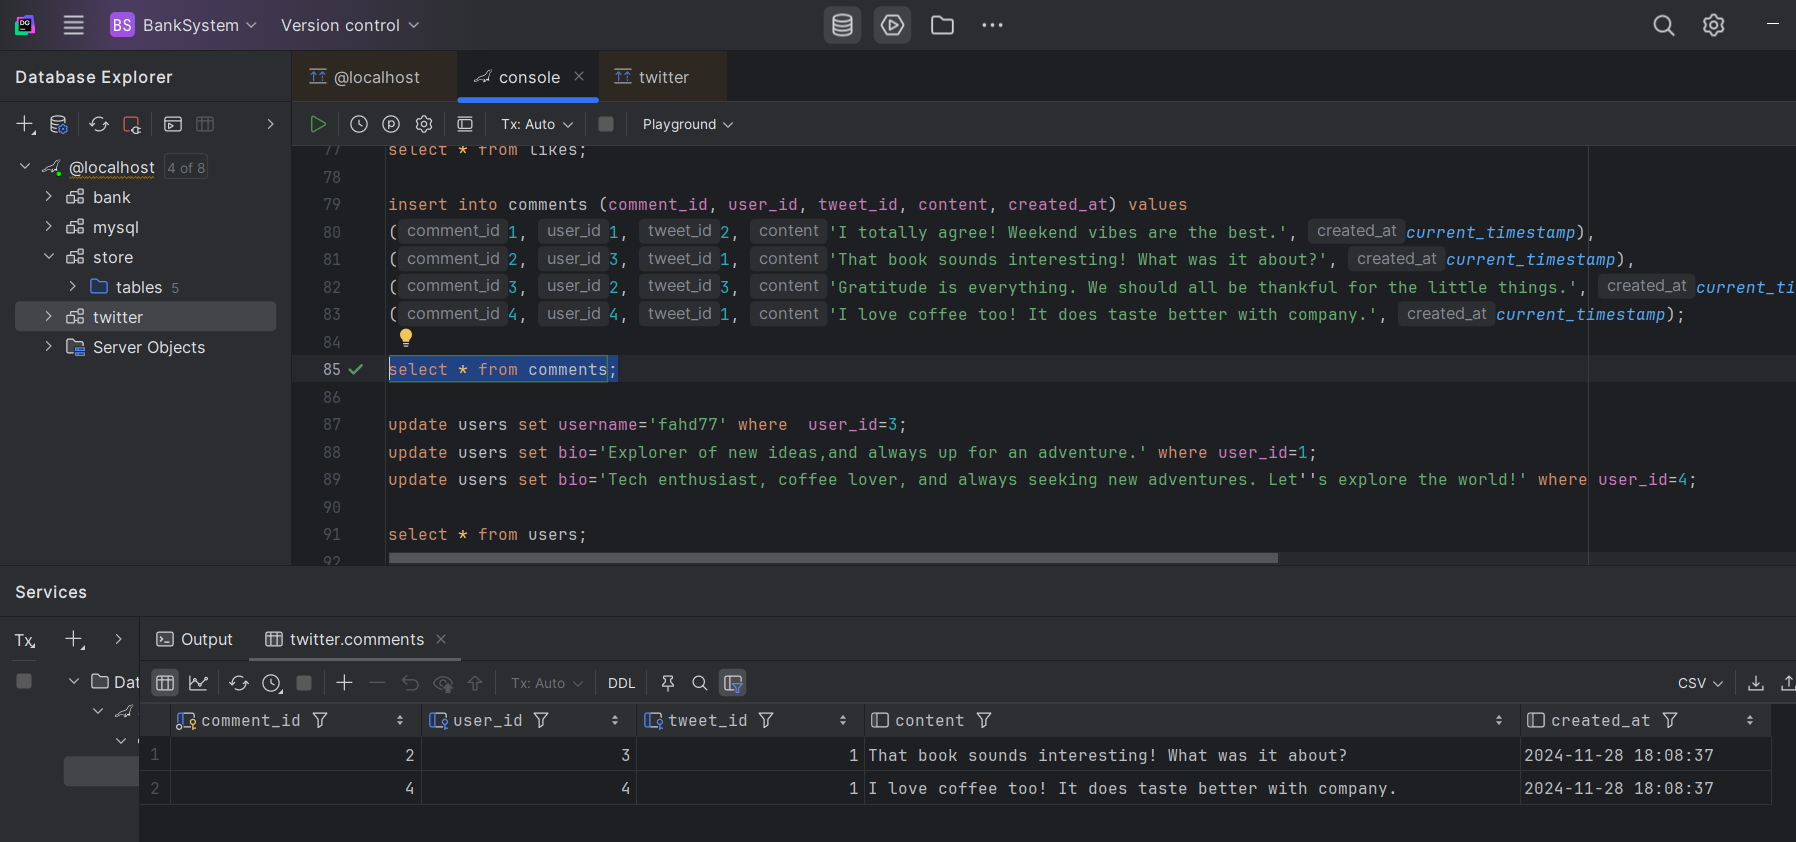 BS BankSystem Version control
Database Explorer
@localhost console twitter
Tx: Auto Playground
@localhost 4 of 8
bank
mysql
store
tables 5
twitter
Server Objects
77 select * from likes;
78
79 insert into comments (comment_id, user_id, tweet_id, content, created_at) values
80 ( comment_id 1, user_id 1, tweet_id 2, content 'I totally agree! Weekend vibes are the best.', created_at current_timestamp),
81 ( comment_id 2, user_id 3, tweet_id 1, content 'That book sounds interesting! What was it about?', created_at current_timestamp),
82 ( comment_id 3, user_id 2, tweet_id 3, content 'Gratitude is everything. We should all be thankful for the little things.', created_at current_ti
83 ( comment_id 4, user_id 4, tweet_id 1, content 'I love coffee too! It does taste better with company.', created_at current_timestamp);
84
85 select * from comments;
86
87 update users set username='fahd77' where  user_id=3;
88 update users set bio='Explorer of new ideas,and always up for an adventure.' where user_id=1;
89 update users set bio='Tech enthusiast, coffee lover, and always seeking new adventures. Let''s explore the world!' where user_id=4;
90
91 select * from users;
92
Services
Tx
Dat
Output twitter.comments
Tx: Auto DDL CSV
comment_id user_id tweet_id content created_at
1 2 3 1 That book sounds interesting! What was it about? 2024-11-28 18:08:37
2 4 4 1 I love coffee too! It does taste better with company. 2024-11-28 18:08:37